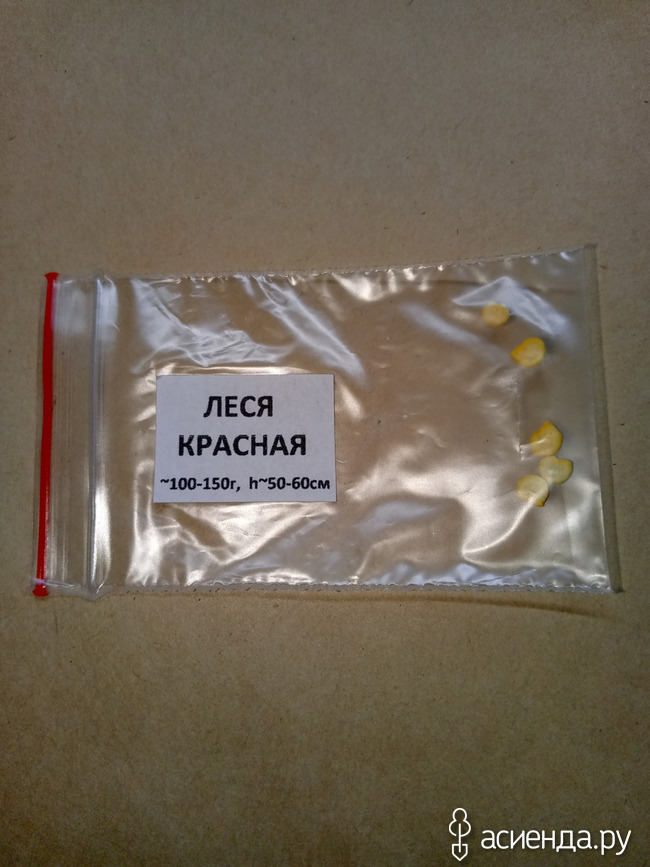 ЛЕСЯ
КРАСНАЯ
~100-150г, h~50-60см
асиенда.ру